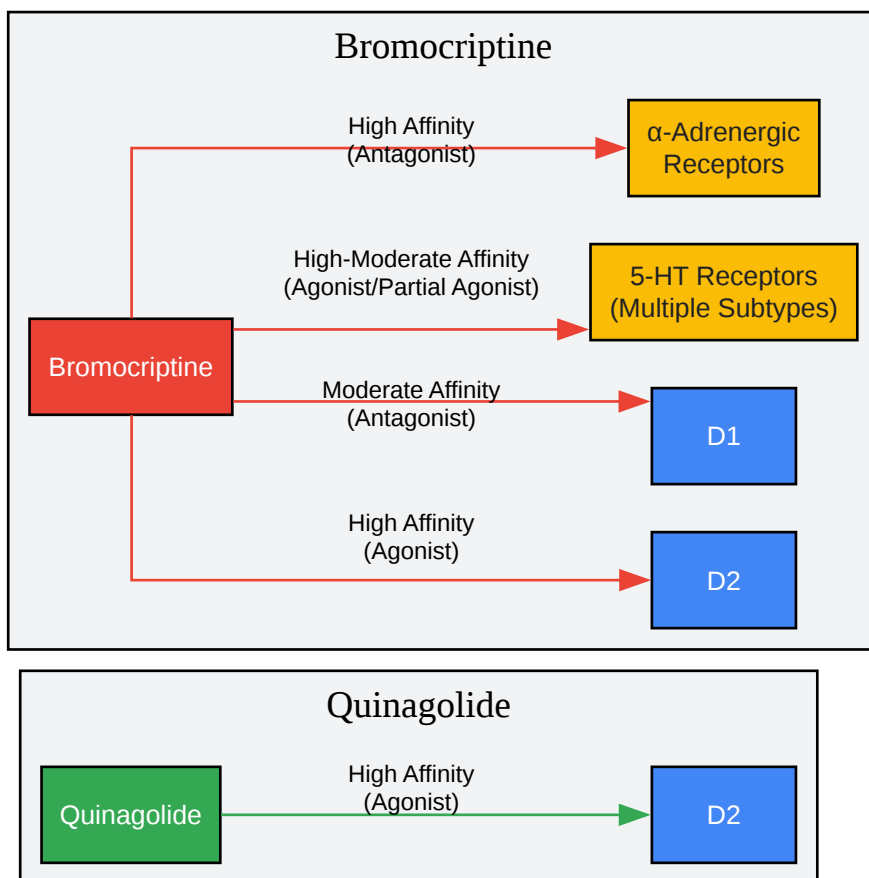 Bromocriptine
High Affinity
(Antagonist)
α-Adrenergic
Receptors
High-Moderate Affinity
(Agonist/Partial Agonist)
5-HT Receptors
(Multiple Subtypes)
Bromocriptine
Moderate Affinity
(Antagonist)
D1
High Affinity
(Agonist)
D2
Quinagolide
Quinagolide
High Affinity
(Agonist)
D2